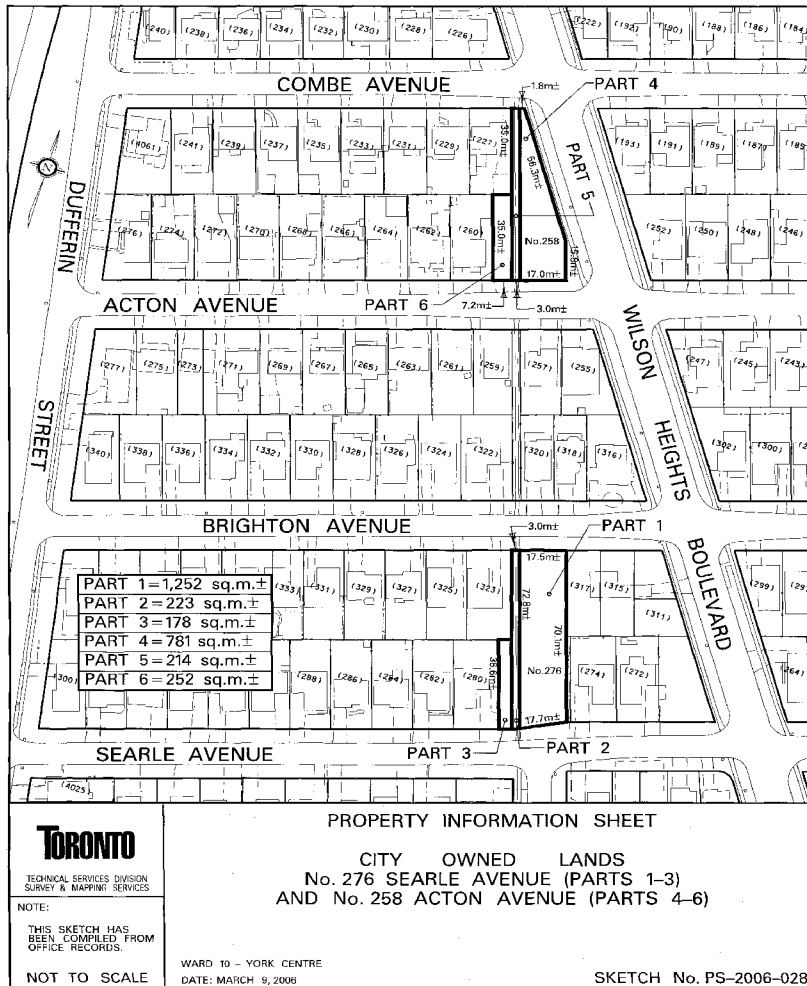 (240) (238) (236) (234) (232) (230) (228) (226) (222) (192) (190) (188) (186) (184)
COMBE AVENUE
1.8m±
PART 4
(4061) (241) (239) (237) (235) (233) (231) (229) (227) 35.0m± 56.3m± PART 5 (193) (191) (189) (187) (185)
(276) (274) (272) (270) (268) (266) (264) (262) (260) 35.0m± No.258 15.8m± (252) (250) (248) (246)
17.0m±
DUFFERIN
STREET
ACTON AVENUE
PART 6
7.2m±
3.0m±
WILSON
HEIGHTS
BOULEVARD
(277) (275) (273) (271) (269) (267) (265) (263) (261) (259) (257) (255) (247) (245) (243)
(340) (338) (336) (334) (332) (330) (328) (326) (324) (322) (320) (318) (316) (302) (300)
BRIGHTON AVENUE
3.0m±
PART 1
17.5m±
PART 1=1,252 sq.m.±
PART 2=223 sq.m.±
PART 3=178 sq.m.±
PART 4=781 sq.m.±
PART 5=214 sq.m.±
PART 6=252 sq.m.±
(333) (331) (329) (327) (325) (323) 72.8m± 70.1m± (317) (315) (311) (299)
(300) (288) (286) (284) (282) (280) 36.6m± No.276 (274) (272) (264)
17.7m±
SEARLE AVENUE
PART 3
PART 2
(4025)
TORONTO
TECHNICAL SERVICES DIVISION
SURVEY & MAPPING SERVICES
NOTE:
THIS SKETCH HAS
BEEN COMPILED FROM
OFFICE RECORDS.
NOT TO SCALE
PROPERTY INFORMATION SHEET
CITY OWNED LANDS
No. 276 SEARLE AVENUE (PARTS 1–3)
AND No. 258 ACTON AVENUE (PARTS 4–6)
WARD 10 – YORK CENTRE
DATE: MARCH 9, 2006
SKETCH No. PS–2006–028